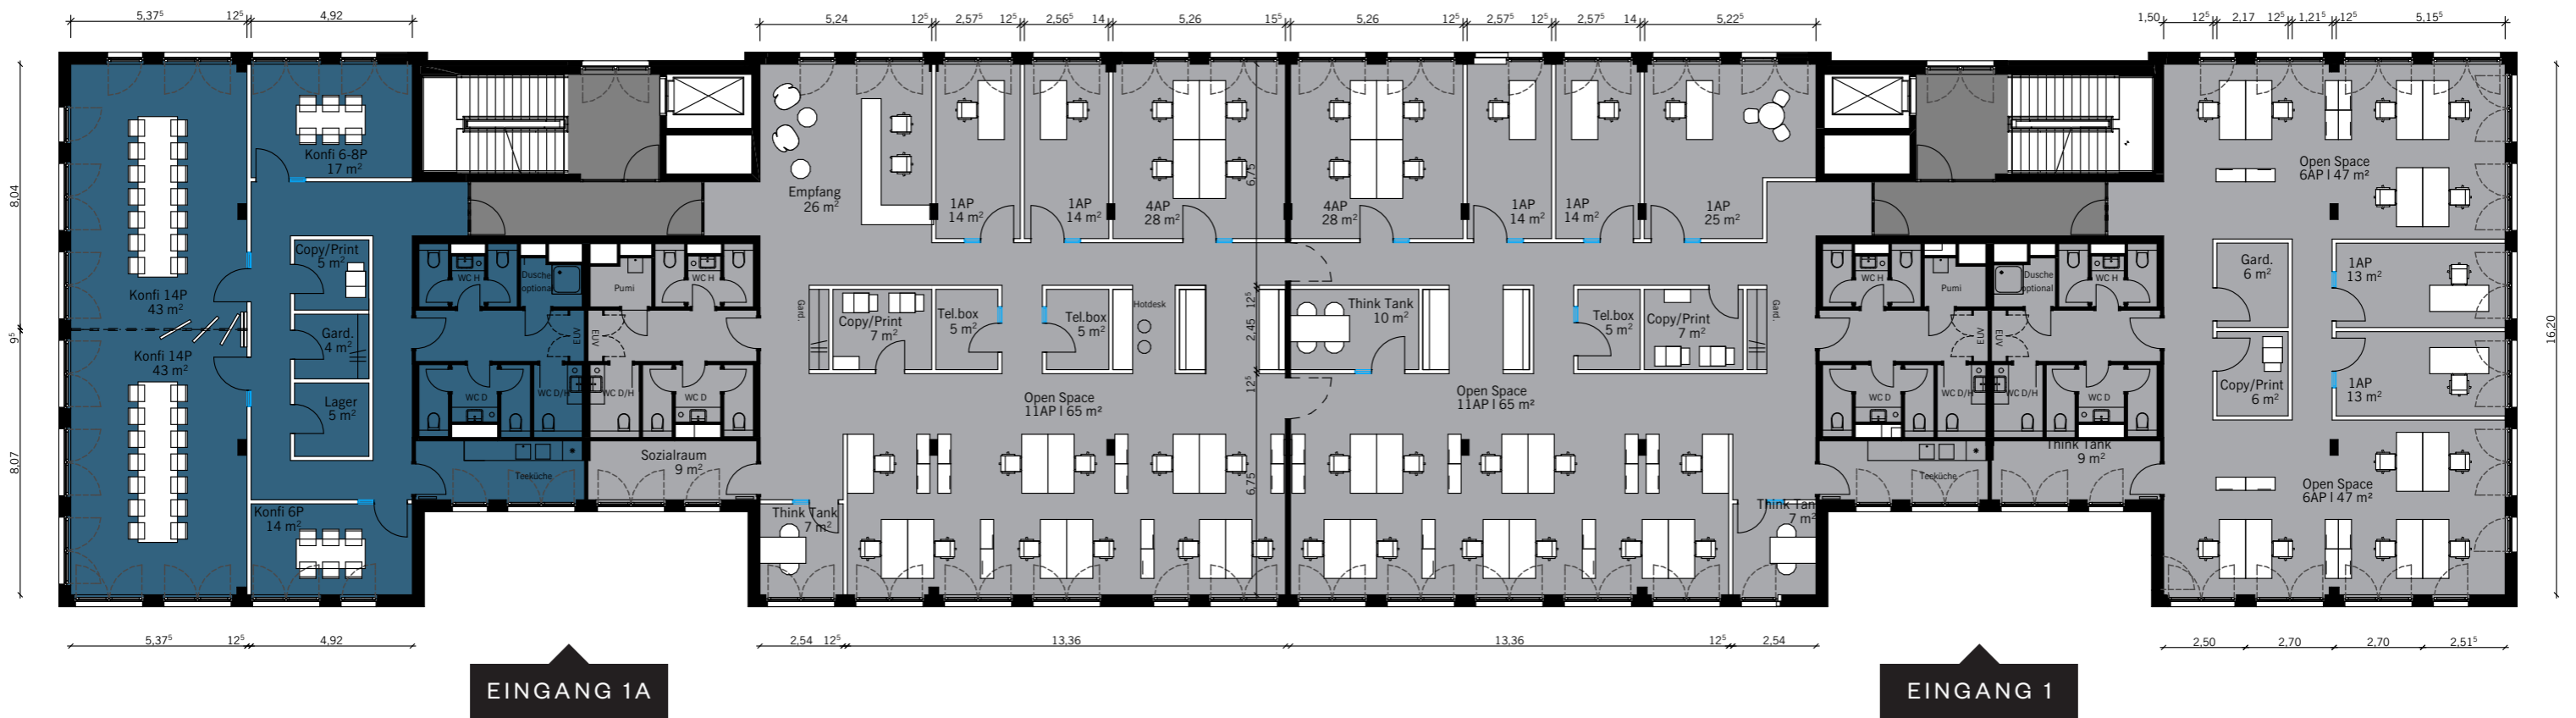 5,37⁵ 12⁵ 4,92
5,24 12⁵ 2,57⁵ 12⁵ 2,56⁵ 14 5,26 15⁵ 5,26 12⁵ 2,57⁵ 12⁵ 2,57⁵ 14 5,22⁵
1,50 12⁵ 2,17 12⁵ 1,21⁵ 12⁵ 5,15⁵
8,04
9⁵
8,07
Konfi 6-8P
17 m²
Konfi 14P
43 m²
Konfi 14P
43 m²
Copy/Print
5 m²
Gard.
4 m²
Lager
5 m²
Konfi 6P
14 m²
WC H
Dusche
optional
Pumi
WC H
EUV
EUV
WC D
WC D/H
WC D/H
WC D
Teeküche
Sozialraum
9 m²
Empfang
26 m²
1AP
14 m²
1AP
14 m²
4AP
28 m²
6,75
12⁵
2,45
12⁵
6,75
Gard.
Copy/Print
7 m²
Tel.box
5 m²
Tel.box
5 m²
Hotdesk
Open Space
11AP | 65 m²
Think Tank
7 m²
4AP
28 m²
1AP
14 m²
1AP
14 m²
1AP
25 m²
Think Tank
10 m²
Tel.box
5 m²
Copy/Print
7 m²
Gard.
Open Space
11AP | 65 m²
Think Tan
7 m²
WC H
Pumi
Dusche
optional
WC H
EUV
EUV
WC D
WC D/H
WC D/H
WC D
Teeküche
Think Tank
9 m²
Open Space
6AP | 47 m²
Gard.
6 m²
1AP
13 m²
Copy/Print
6 m²
1AP
13 m²
Open Space
6AP | 47 m²
16,20
5,37⁵ 12⁵ 4,92
2,54 12⁵ 13,36 13,36 12⁵ 2,54
2,50 2,70 2,70 2,51⁵
EINGANG 1A
EINGANG 1